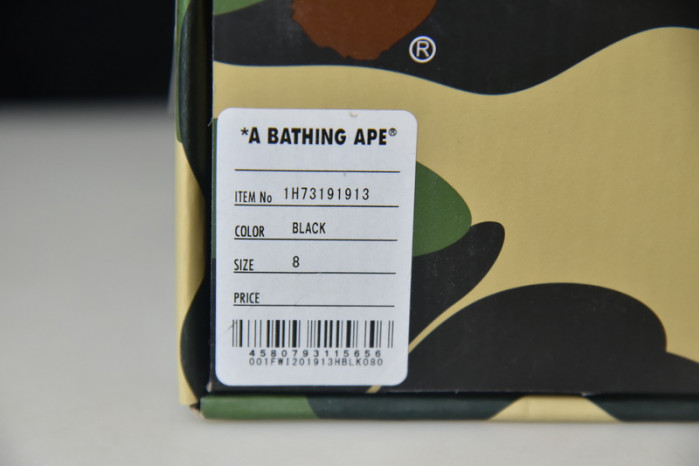 ®
*A BATHING APE®
ITEM No 1H73191913
COLOR BLACK
SIZE 8
PRICE
4580793115656
001FWI201913HBLK080